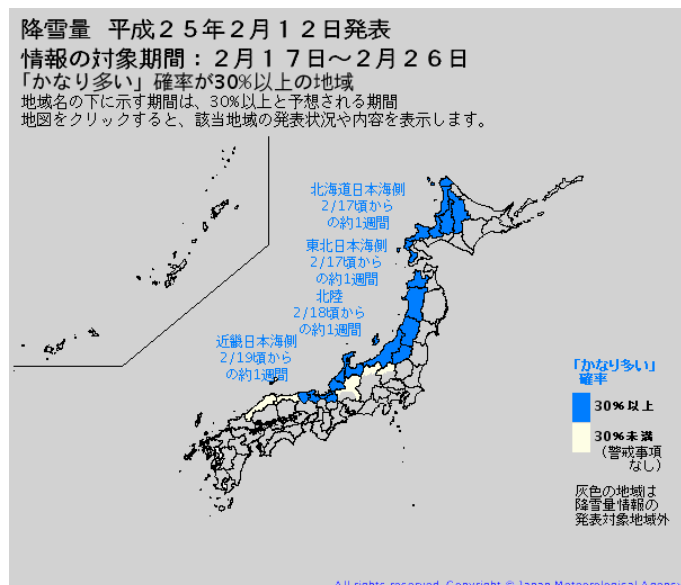 降雪量 平成２５年２月１２日発表
情報の対象期間：２月１７日～２月２６日
「かなり多い」確率が30%以上の地域
地域名の下に示す期間は、30%以上と予想される期間
地図をクリックすると、該当地域の発表状況や内容を表示します。
北海道日本海側
2/17頃から
の約1週間
東北日本海側
2/17頃から
の約1週間
北陸
2/18頃から
の約1週間
近畿日本海側
2/19頃から
の約1週間
「かなり多い」
確率
30%以上
30%未満
（警戒事項
なし）
灰色の地域は
降雪量情報の
発表対象地域外
All rights reserved. Copyright © Japan Meteorological Agency